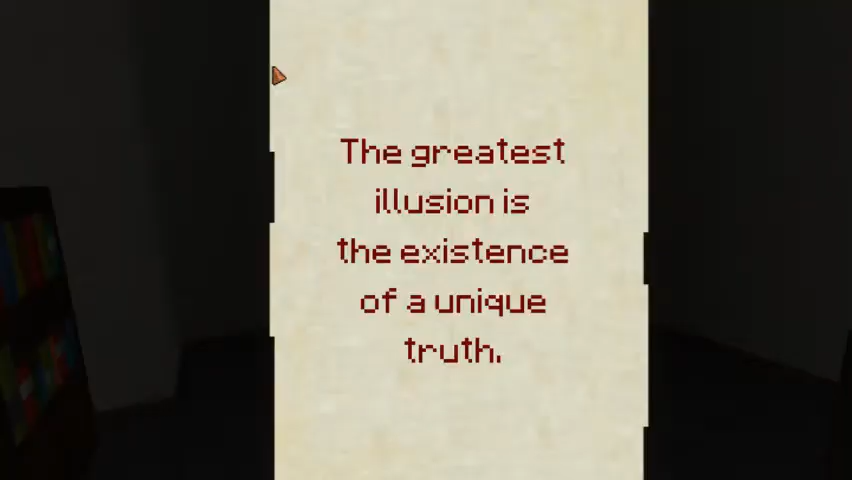 The greatest
illusion is
the existence
of a unique
truth.